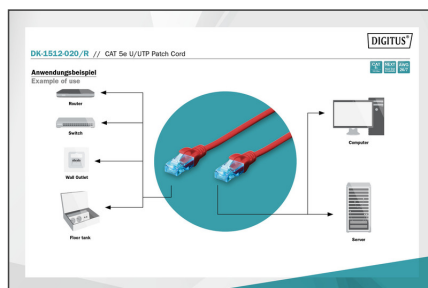 DIGITUS®
DK-1512-020/R // CAT 5e U/UTP Patch Cord
Anwendungsbeispiel
Example of use
Router
Switch
Wall Outlet
Floor tank
Computer
Server